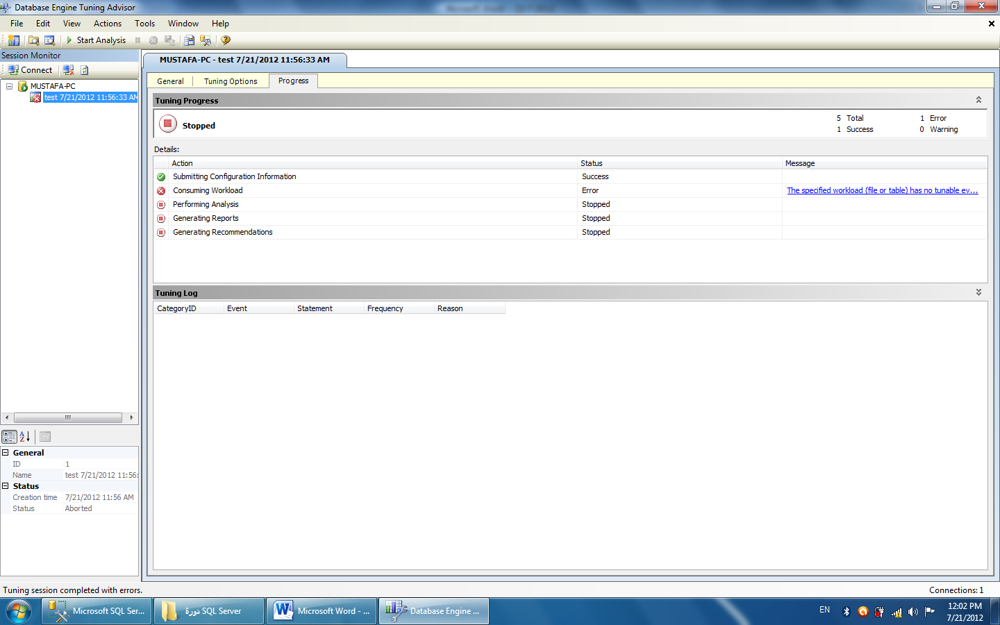 Database Engine Tuning Advisor
File Edit View Actions Tools Window Help
Start Analysis
Session Monitor
Connect
MUSTAFA-PC
test 7/21/2012 11:56:33 AM
MUSTAFA-PC - test 7/21/2012 11:56:33 AM
General Tuning Options Progress
Tuning Progress
Stopped
5 Total 1 Error
1 Success 0 Warning
Details:
Action Status Message
Submitting Configuration Information Success
Consuming Workload Error The specified workload (file or table) has no tunable ev...
Performing Analysis Stopped
Generating Reports Stopped
Generating Recommendations Stopped
Tuning Log
CategoryID Event Statement Frequency Reason
General
ID 1
Name test 7/21/2012 11:56:
Status
Creation time 7/21/2012 11:56 AM
Status Aborted
Tuning session completed with errors.
Connections: 1
Microsoft SQL Ser...
دورة SQL Server
Microsoft Word - ...
Database Engine ...
EN
12:02 PM
7/21/2012